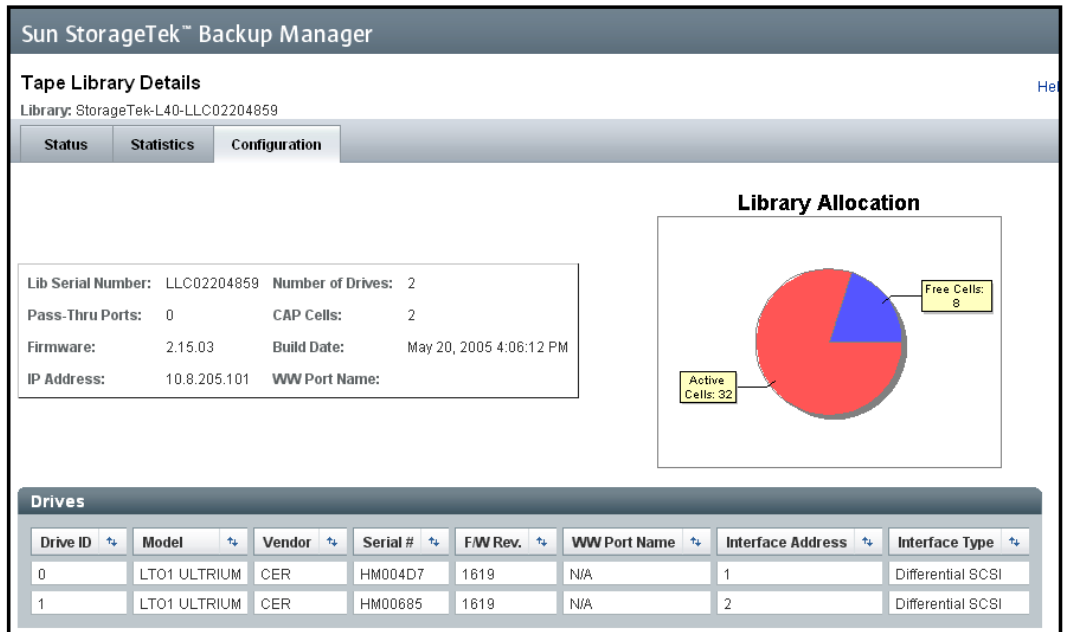 Sun StorageTek™ Backup Manager
Tape Library Details
Hel
Library: StorageTek-L40-LLC02204859
Status Statistics Configuration
Library Allocation
Lib Serial Number: LLC02204859 Number of Drives: 2
Pass-Thru Ports: 0 CAP Cells: 2
Firmware: 2.15.03 Build Date: May 20, 2005 4:06:12 PM
IP Address: 10.8.205.101 WW Port Name:
Free Cells:
8
Active
Cells: 32
Drives
Drive ID Model Vendor Serial # F/W Rev. WW Port Name Interface Address Interface Type
0 LTO1 ULTRIUM CER HM004D7 1619 N/A 1 Differential SCSI
1 LTO1 ULTRIUM CER HM00685 1619 N/A 2 Differential SCSI